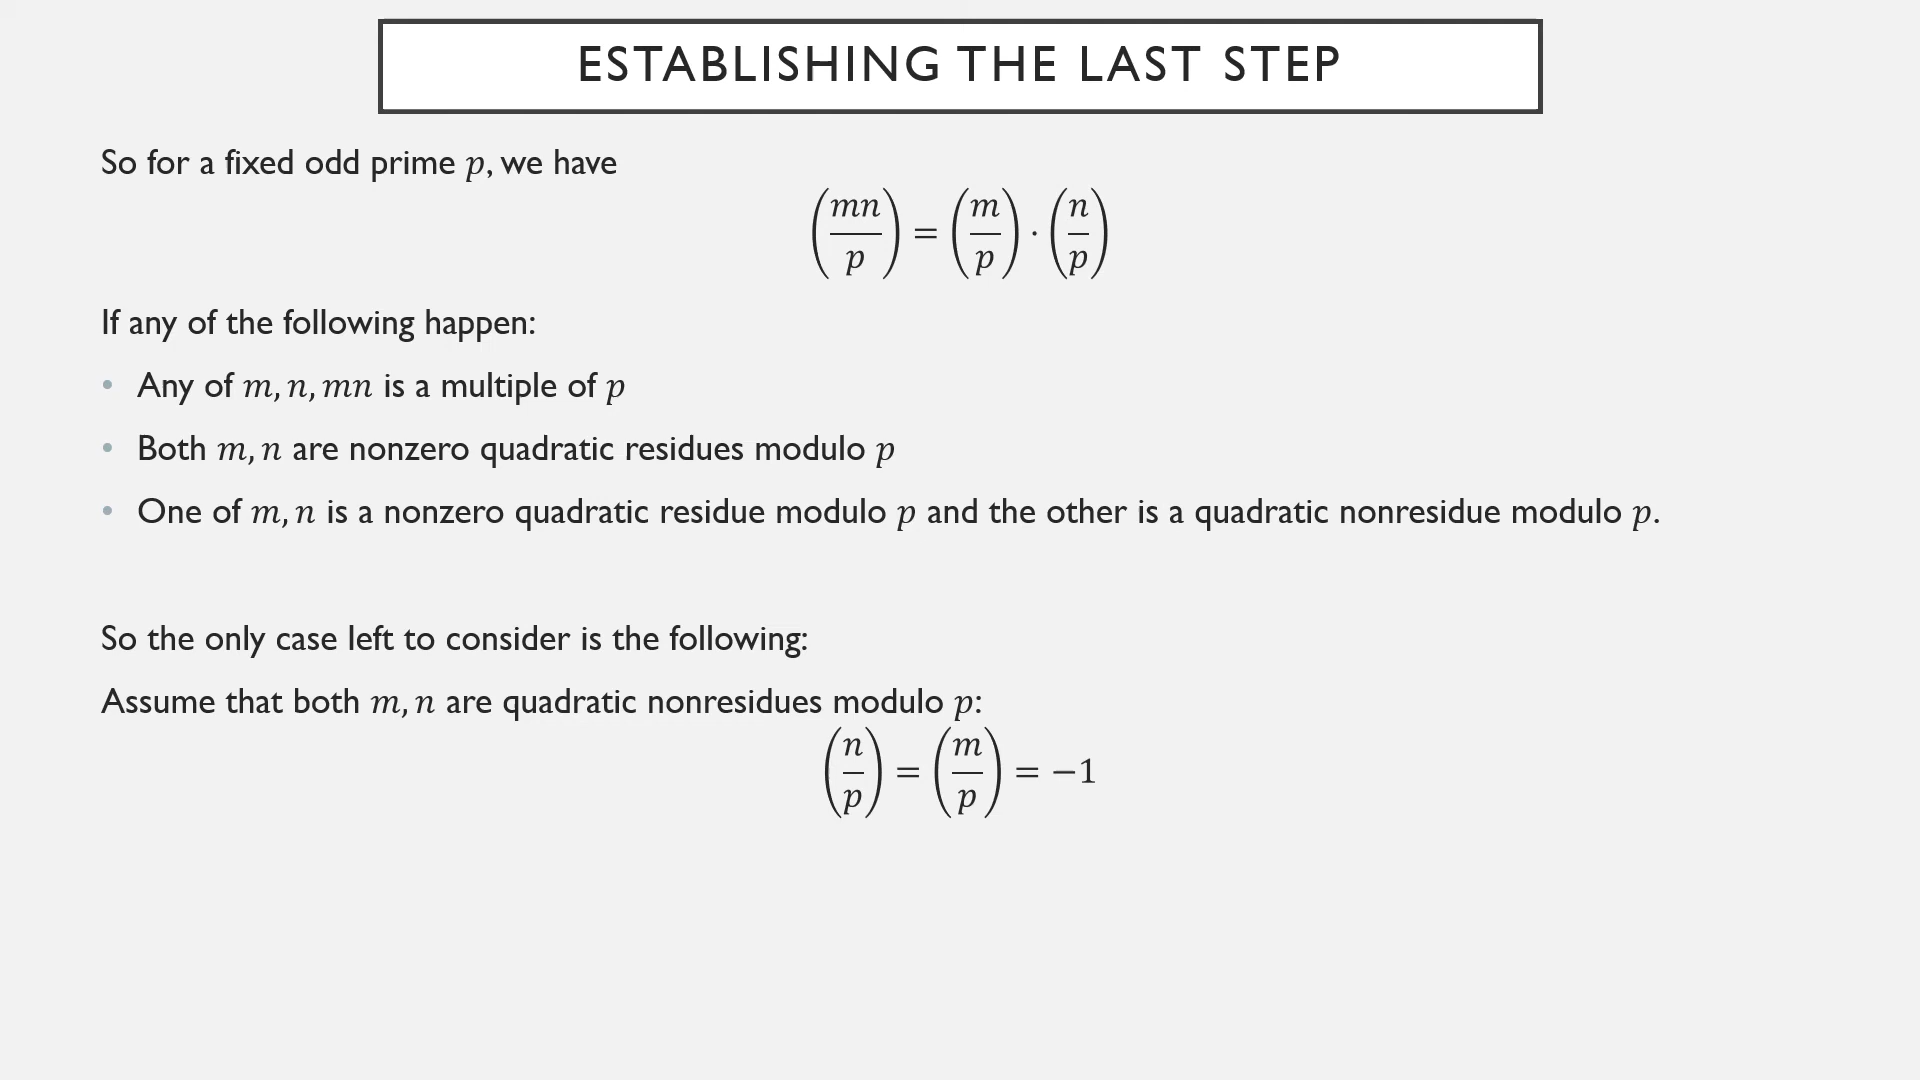 ESTABLISHING THE LAST STEP
So for a fixed odd prime p, we have
(mn/p) = (m/p) · (n/p)
If any of the following happen:
• Any of m, n, mn is a multiple of p
• Both m, n are nonzero quadratic residues modulo p
• One of m, n is a nonzero quadratic residue modulo p and the other is a quadratic nonresidue modulo p.
So the only case left to consider is the following:
Assume that both m, n are quadratic nonresidues modulo p:
(n/p) = (m/p) = −1